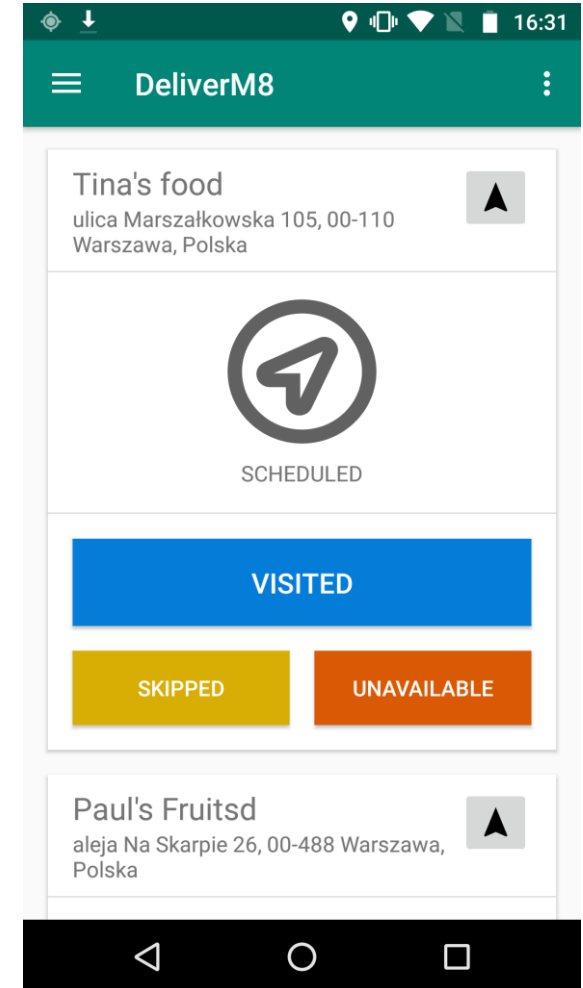 16:31
DeliverM8
Tina's food
ulica Marszałkowska 105, 00-110
Warszawa, Polska
SCHEDULED
VISITED
SKIPPED UNAVAILABLE
Paul's Fruitsd
aleja Na Skarpie 26, 00-488 Warszawa,
Polska